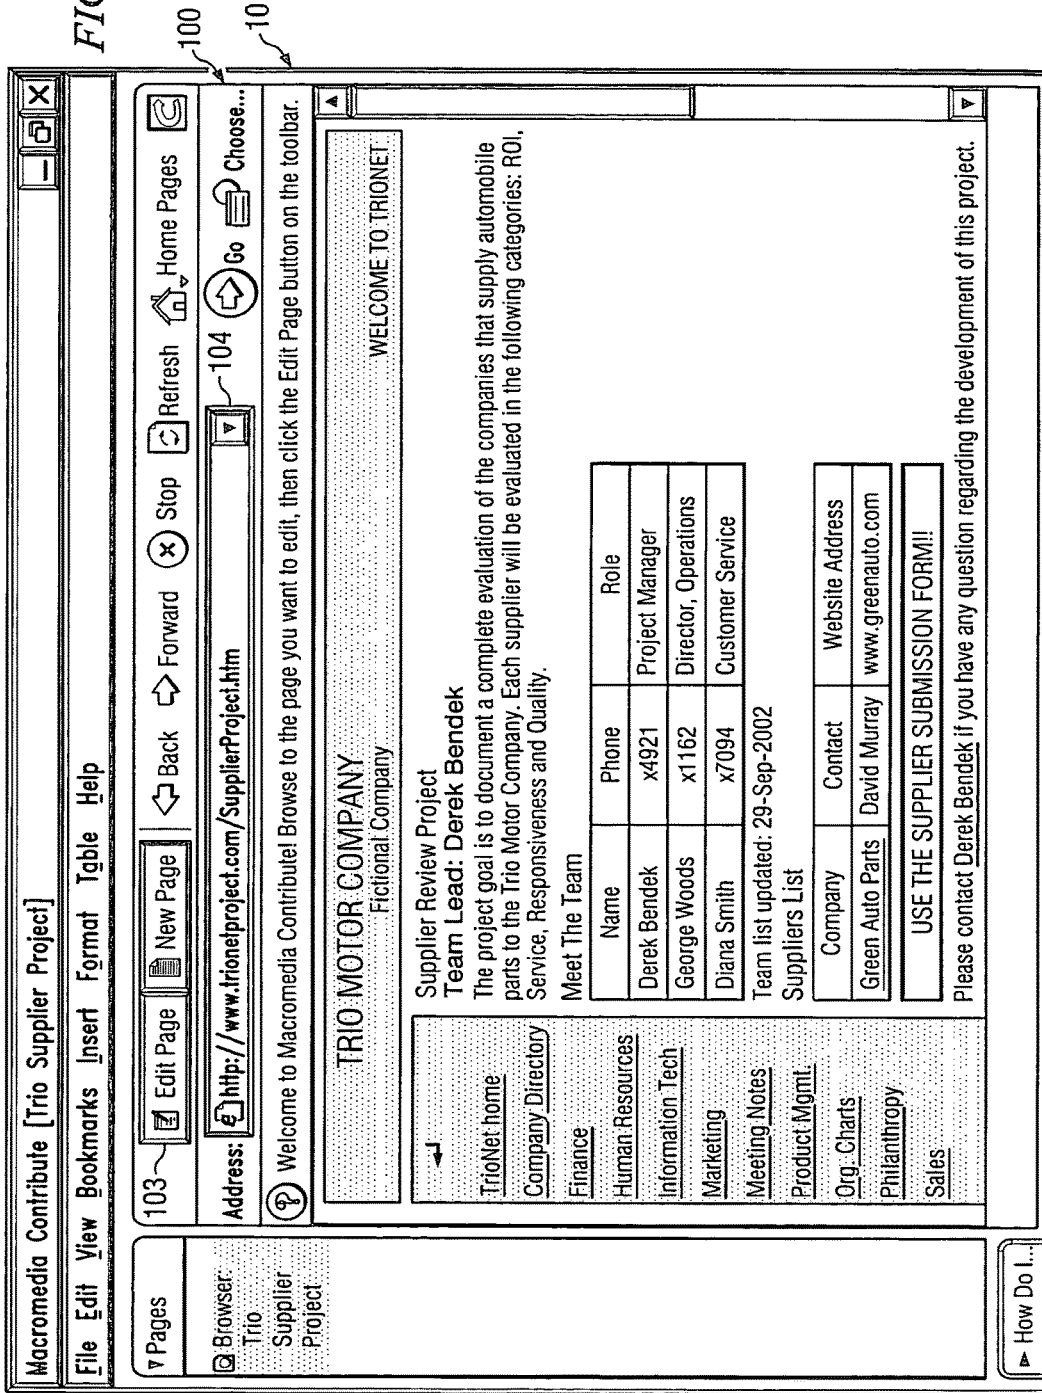 FIG
100
10
Macromedia Contribute [Trio Supplier Project]
File Edit View Bookmarks Insert Format Table Help
Pages
Browser:
Trio
Supplier
Project
How Do I...
103
Edit Page New Page Back Forward Stop Refresh Home Pages
Address: http://www.trionetproject.com/SupplierProject.htm 104 Go Choose...
Welcome to Macromedia Contribute! Browse to the page you want to edit, then click the Edit Page button on the toolbar.
TRIO MOTOR COMPANY
Fictional Company
WELCOME TO TRIONET
TrioNet home
Company Directory
Finance
Human Resources
Information Tech
Marketing
Meeting Notes
Product Mgmt.
Org. Charts
Philanthropy
Sales
Supplier Review Project
Team Lead: Derek Bendek
The project goal is to document a complete evaluation of the companies that supply automobile
parts to the Trio Motor Company. Each supplier will be evaluated in the following categories: ROI,
Service, Responsiveness and Quality.
Meet The Team
Name Phone Role
Derek Bendek x4921 Project Manager
George Woods x1162 Director, Operations
Diana Smith x7094 Customer Service
Team list updated: 29-Sep-2002
Suppliers List
Company Contact Website Address
Green Auto Parts David Murray www.greenauto.com
USE THE SUPPLIER SUBMISSION FORM!!
Please contact Derek Bendek if you have any question regarding the development of this project.